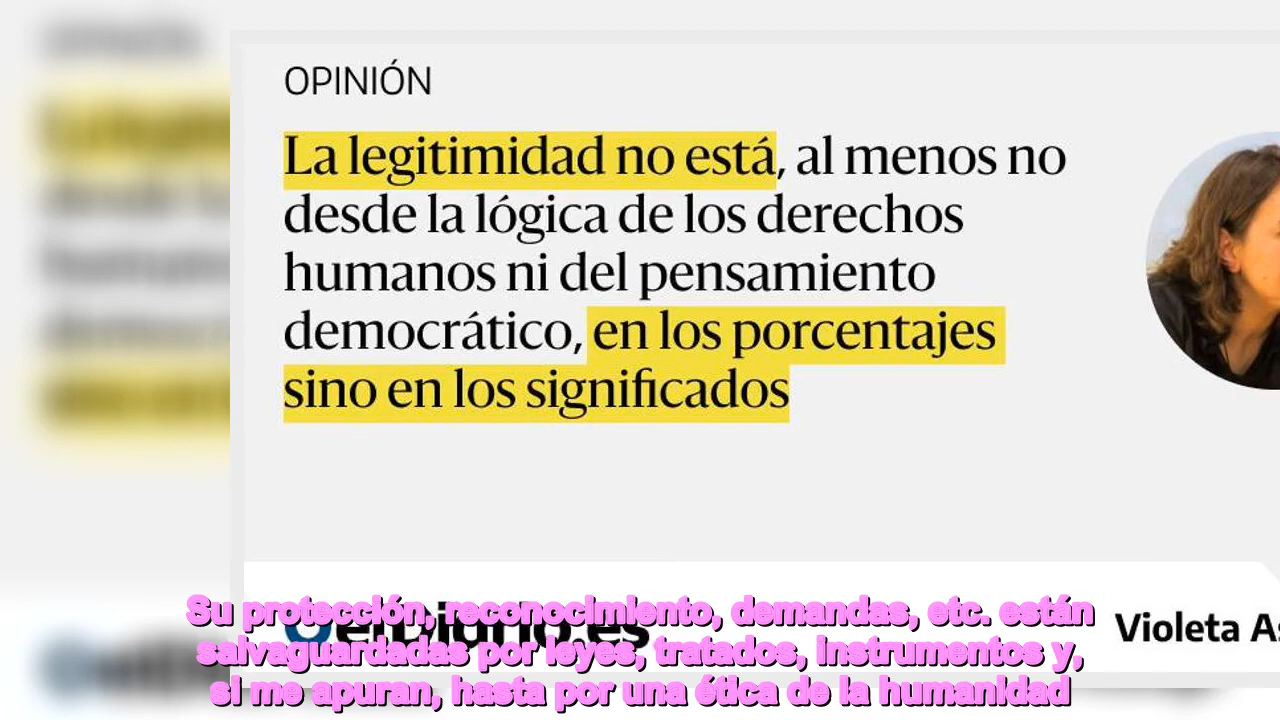 OPINIÓN
La legitimidad no está, al menos no
desde la lógica de los derechos
humanos ni del pensamiento
democrático, en los porcentajes
sino en los significados
elDiario.es
Violeta As
Su protección, reconocimiento, demandas, etc. están
salvaguardadas por leyes, tratados, instrumentos y,
si me apuran, hasta por una ética de la humanidad